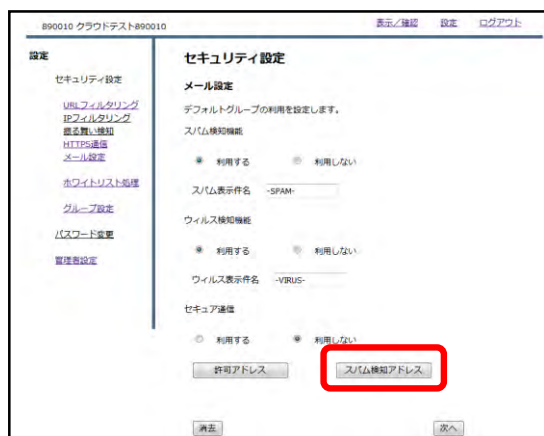 890010 クラウドテスト890010
表示/確認 設定 ログアウト
設定
セキュリティ設定
URLフィルタリング
IPフィルタリング
振る舞い検知
HTTPS通信
メール設定
ホワイトリスト処理
グループ設定
パスワード変更
管理者設定
セキュリティ設定
メール設定
デフォルトグループの利用を設定します。
スパム検知機能
利用する 利用しない
スパム表示件名 -SPAM-
ウィルス検知機能
利用する 利用しない
ウィルス表示件名 -VIRUS-
セキュア通信
利用する 利用しない
許可アドレス スパム検知アドレス
消去 次へ